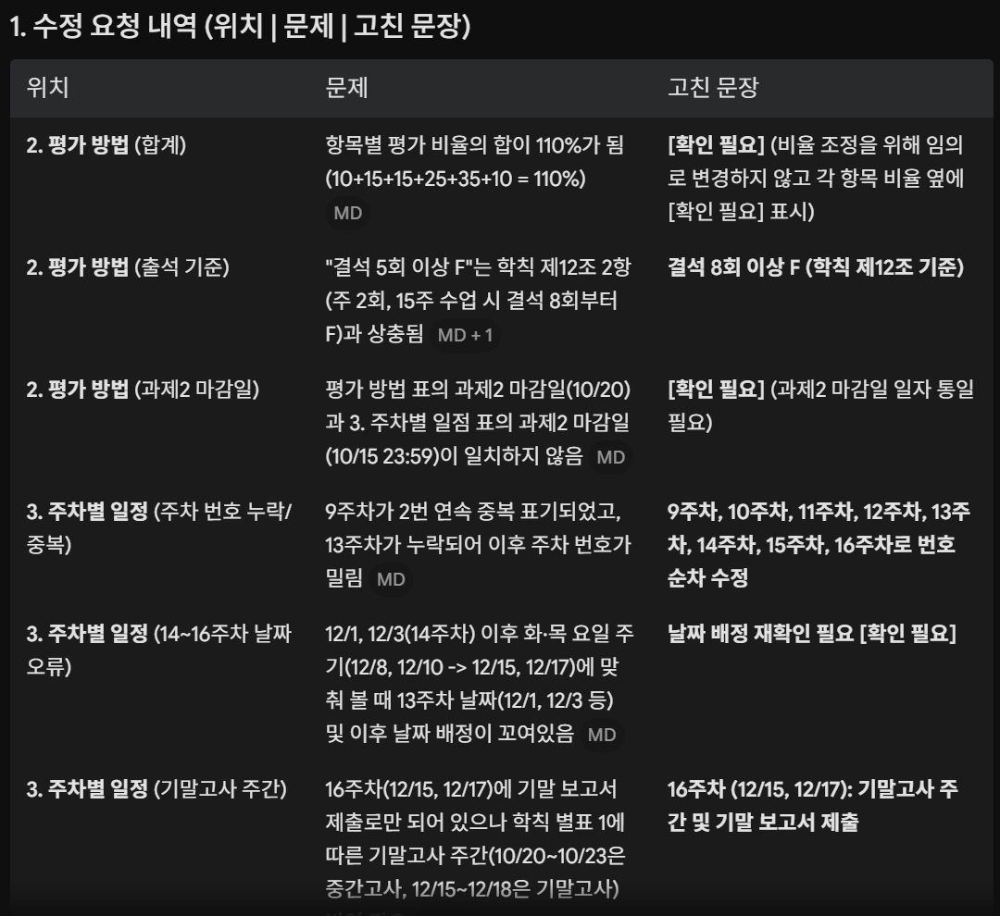 1. 수정 요청 내역 (위치 | 문제 | 고친 문장)
위치 문제 고친 문장
2. 평가 방법 (합계)
항목별 평가 비율의 합이 110%가 됨
(10+15+15+25+35+10 = 110%)
MD
[확인 필요] (비율 조정을 위해 임의
로 변경하지 않고 각 항목 비율 옆에
[확인 필요] 표시)
2. 평가 방법 (출석 기준)
"결석 5회 이상 F"는 학칙 제12조 2항
(주 2회, 15주 수업 시 결석 8회부터
F)과 상충됨 MD + 1
결석 8회 이상 F (학칙 제12조 기준)
2. 평가 방법 (과제2 마감일)
평가 방법 표의 과제2 마감일(10/20)
과 3. 주차별 일점 표의 과제2 마감일
(10/15 23:59)이 일치하지 않음 MD
[확인 필요] (과제2 마감일 일자 통일
필요)
3. 주차별 일정 (주차 번호 누락/
중복)
9주차가 2번 연속 중복 표기되었고,
13주차가 누락되어 이후 주차 번호가
밀림 MD
9주차, 10주차, 11주차, 12주차, 13주
차, 14주차, 15주차, 16주차로 번호
순차 수정
3. 주차별 일정 (14~16주차 날짜
오류)
12/1, 12/3(14주차) 이후 화·목 요일 주
기(12/8, 12/10 -> 12/15, 12/17)에 맞
춰 볼 때 13주차 날짜(12/1, 12/3 등)
및 이후 날짜 배정이 꼬여있음 MD
날짜 배정 재확인 필요 [확인 필요]
3. 주차별 일정 (기말고사 주간)
16주차(12/15, 12/17)에 기말 보고서
제출로만 되어 있으나 학칙 별표 1에
따른 기말고사 주간(10/20~10/23은
중간고사, 12/15~12/18은 기말고사)
16주차 (12/15, 12/17): 기말고사 주
간 및 기말 보고서 제출